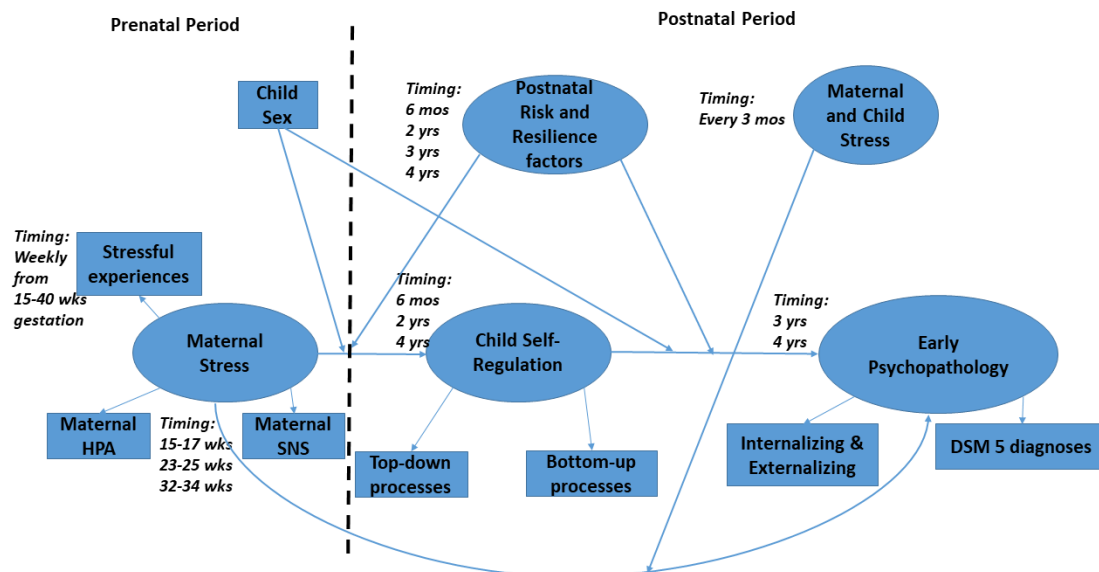 Prenatal Period
Postnatal Period
Child
Sex
Timing:
6 mos
2 yrs
3 yrs
4 yrs
Postnatal
Risk and
Resilience
factors
Timing:
Every 3 mos
Maternal
and Child
Stress
Timing:
Weekly
from
15-40 wks
gestation
Stressful
experiences
Maternal
Stress
Timing:
6 mos
2 yrs
4 yrs
Child Self-
Regulation
Timing:
3 yrs
4 yrs
Early
Psychopathology
Maternal
HPA
Timing:
15-17 wks
23-25 wks
32-34 wks
Maternal
SNS
Top-down
processes
Bottom-up
processes
Internalizing &
Externalizing
DSM 5 diagnoses